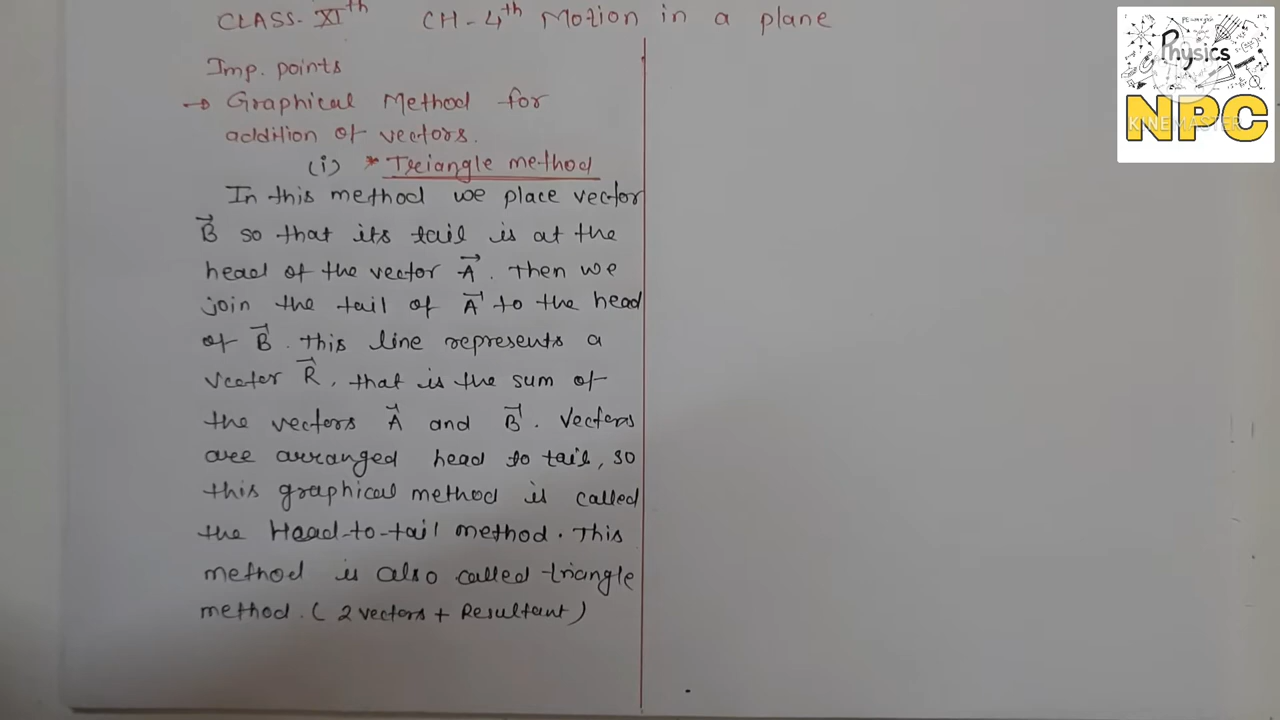 CLASS-XIth CH-4th Motion in a plane
Imp. points
→ Graphical Method for
addition of vectors.
(i) * Triangle method
In this method we place vector
B⃗ so that its tail is at the
head of the vector A⃗. Then we
join the tail of A⃗ to the head
of B⃗. This line represents a
vector R⃗, that is the sum of
the vectors A⃗ and B⃗. Vectors
are arranged head to tail, so
this graphical method is called
the Head-to-tail method. This
method is also called triangle
method. (2 vectors + Resultant)
Physics
NPC
KINEMASTER